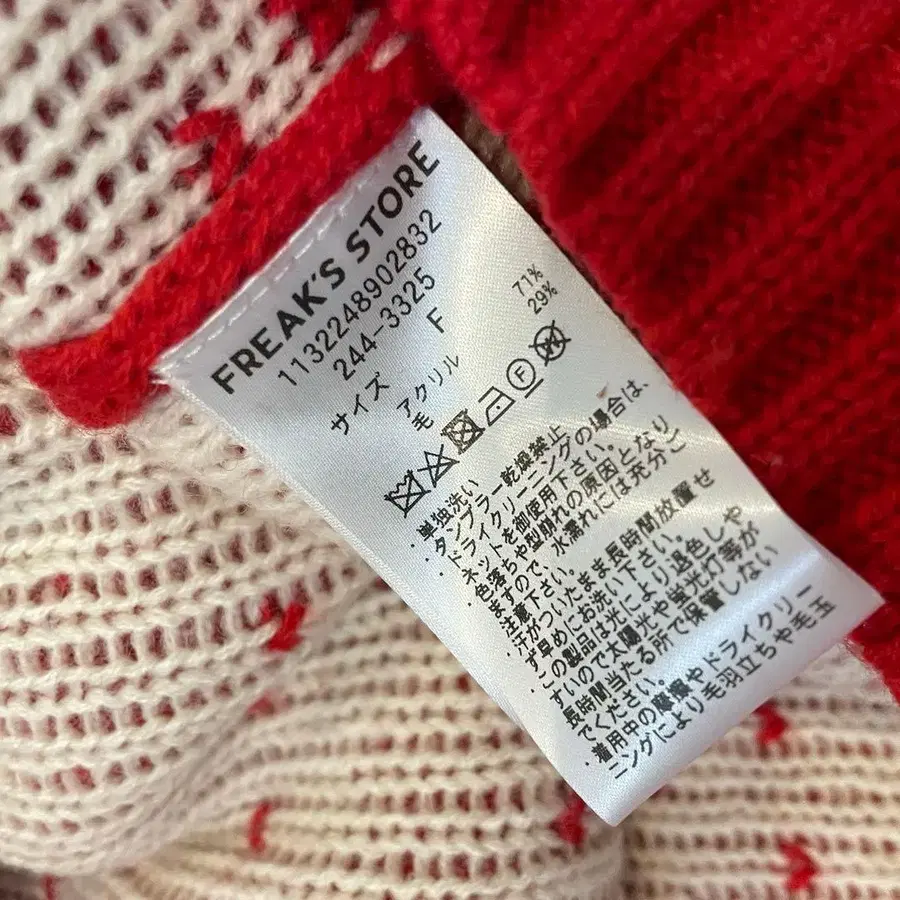 FREAK'S STORE
1132248902832
244-3325
サイズ F
アクリル 71%
毛 29%
F
・単独洗い
・タンブラー乾燥禁止
・ドライクリーニングの場合は、
ネットを御使用下さい。
・色落ちや型崩れの原因となり
ますので、水濡れには充分ご
注意下さい。
・汗がついたまま長時間放置せ
ず早めにお洗い下さい。
・この製品は光により退色しや
すいので太陽光や蛍光灯等が
長時間当たる所で保管しない
でください。
・着用中の摩擦やドライクリー
ニングにより毛羽立ちや毛玉